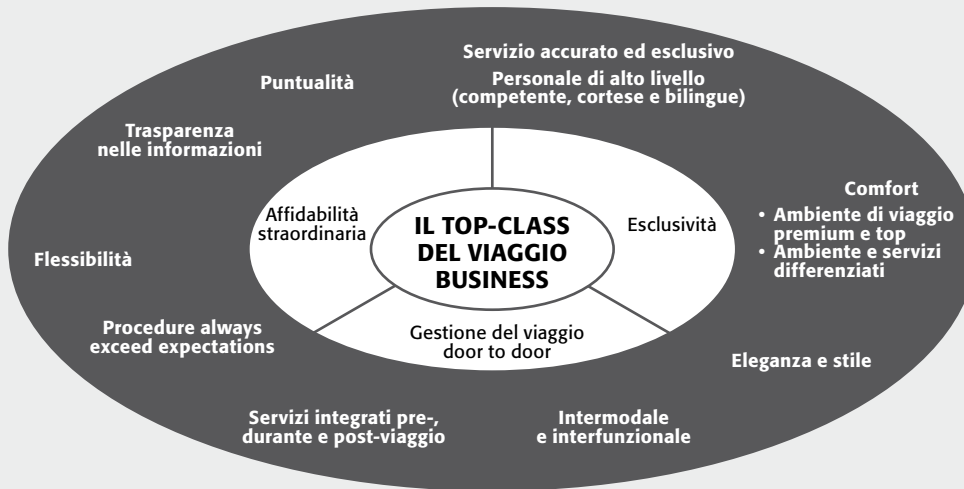 Servizio accurato ed esclusivo
Puntualità
Personale di alto livello
(competente, cortese e bilingue)
Trasparenza
nelle informazioni
Comfort
• Ambiente di viaggio
premium e top
• Ambiente e servizi
differenziati
Affidabilità
straordinaria
IL TOP-CLASS
DEL VIAGGIO
BUSINESS
Esclusività
Flessibilità
Procedure always
exceed expectations
Gestione del viaggio
door to door
Eleganza e stile
Servizi integrati pre-,
durante e post-viaggio
Intermodale
e interfunzionale